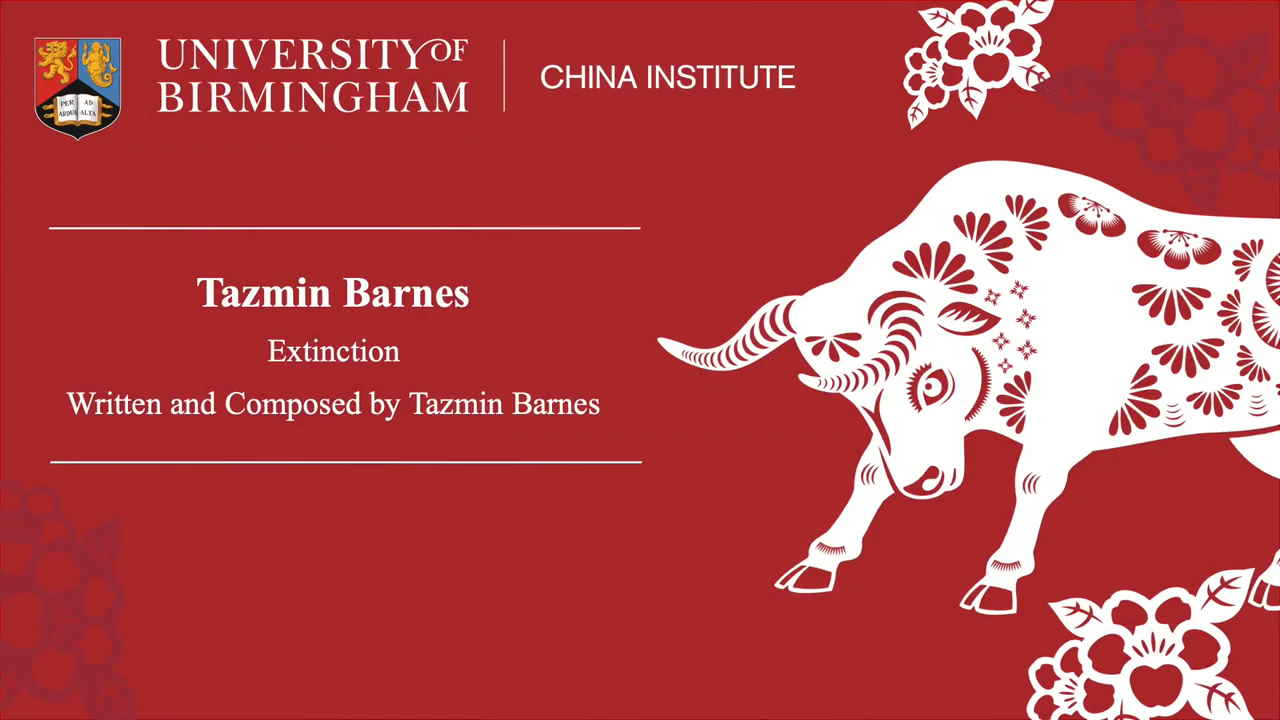 UNIVERSITY OF
BIRMINGHAM
CHINA INSTITUTE
PER AD
ARDUA ALTA
Tazmin Barnes
Extinction
Written and Composed by Tazmin Barnes